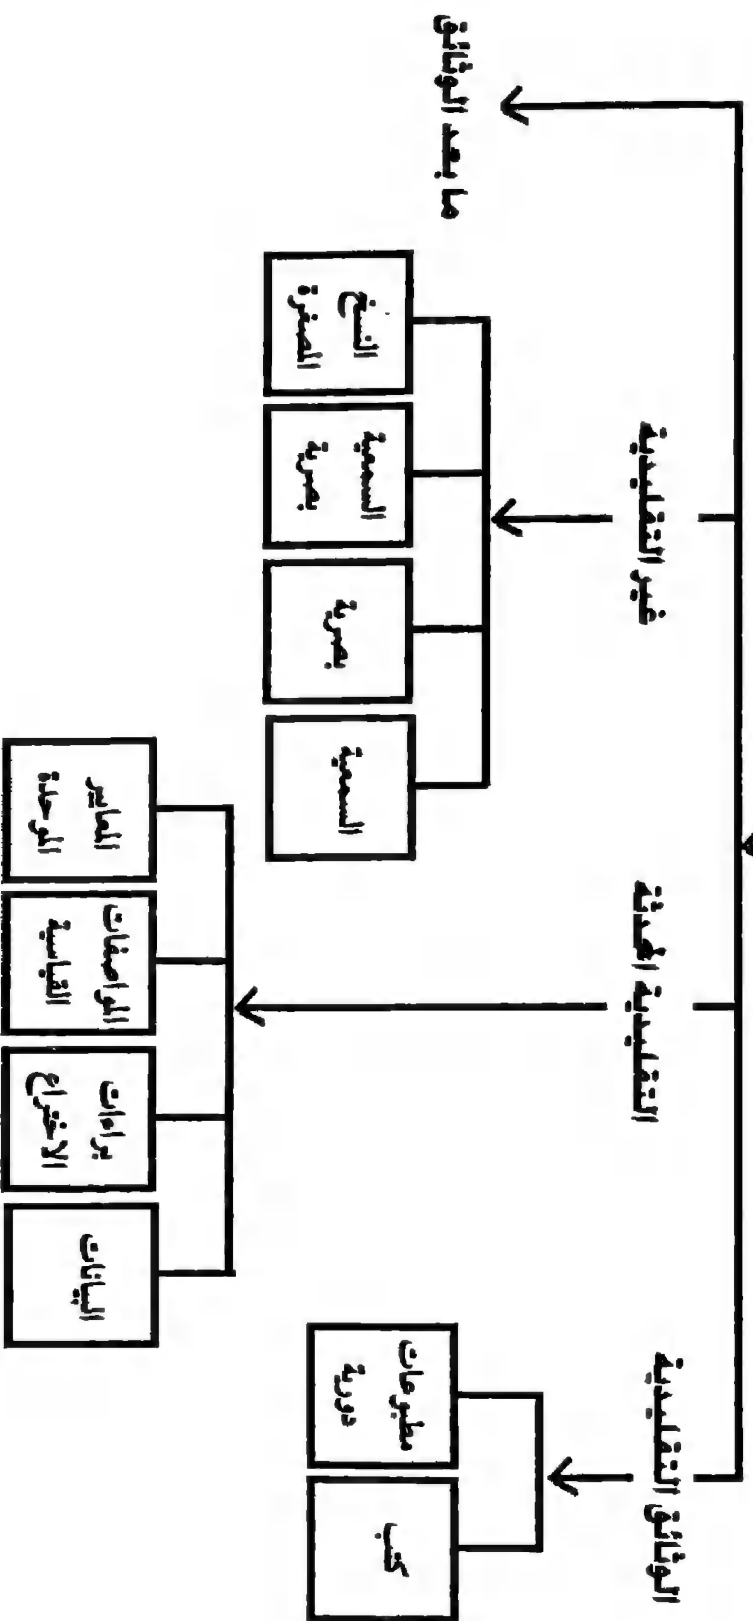 الوثائق التقليدية
كتب
مطبوعات
دورية
التقليدية المحدثة
البيانات
براءات
الاختراع
المواصفات
القياسية
المعايير
الموحدة
غير التقليدية
السمعية
بصرية
السمعية
بصرية
النسخ
المصغرة
ما بعد الوثائق